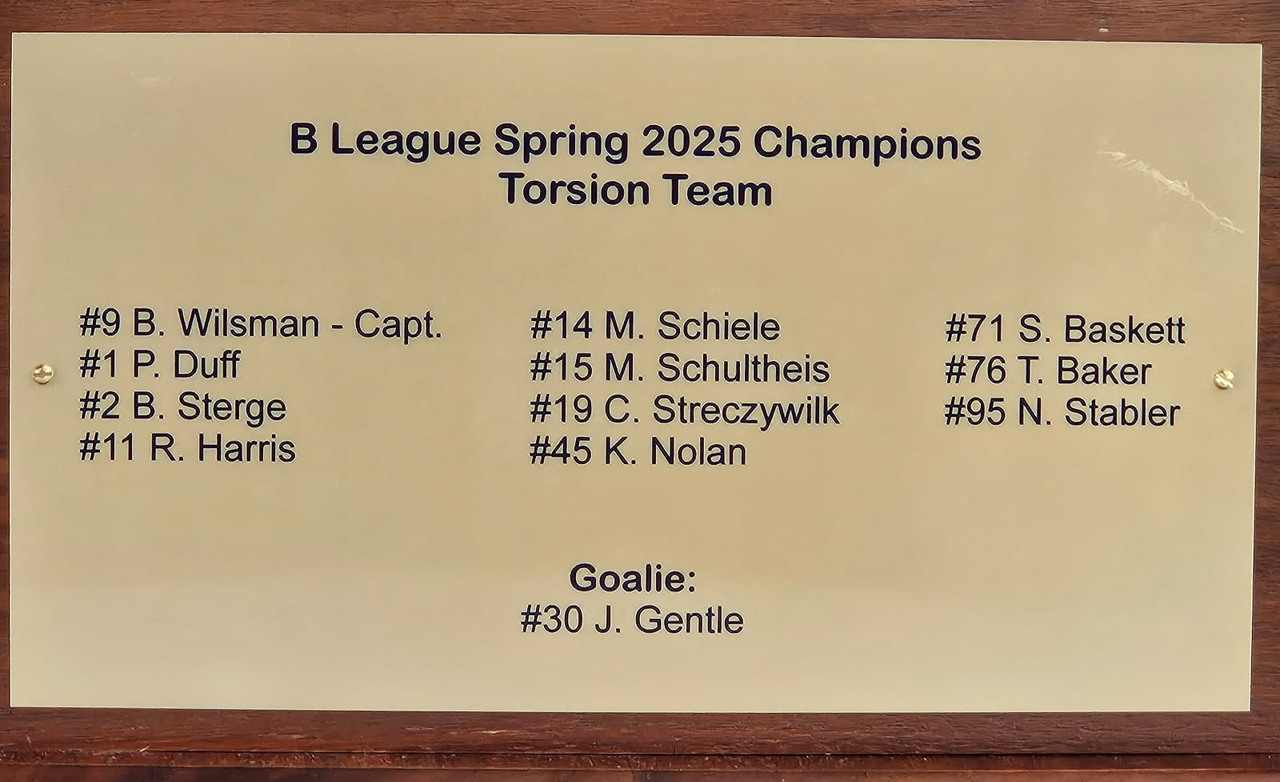 B League Spring 2025 Champions
Torsion Team
#9 B. Wilsman - Capt.
#1 P. Duff
#2 B. Sterge
#11 R. Harris
#14 M. Schiele
#15 M. Schultheis
#19 C. Streczywilk
#45 K. Nolan
#71 S. Baskett
#76 T. Baker
#95 N. Stabler
Goalie:
#30 J. Gentle